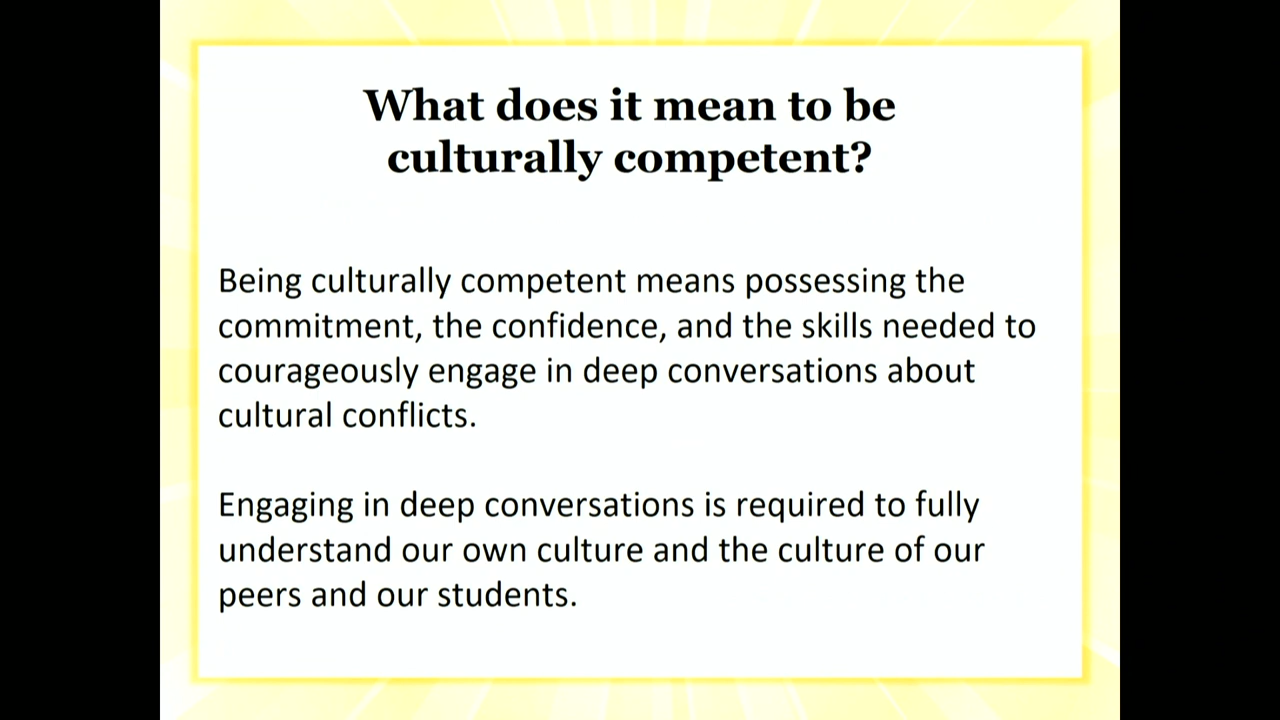 What does it mean to be
culturally competent?
Being culturally competent means possessing the
commitment, the confidence, and the skills needed to
courageously engage in deep conversations about
cultural conflicts.
Engaging in deep conversations is required to fully
understand our own culture and the culture of our
peers and our students.